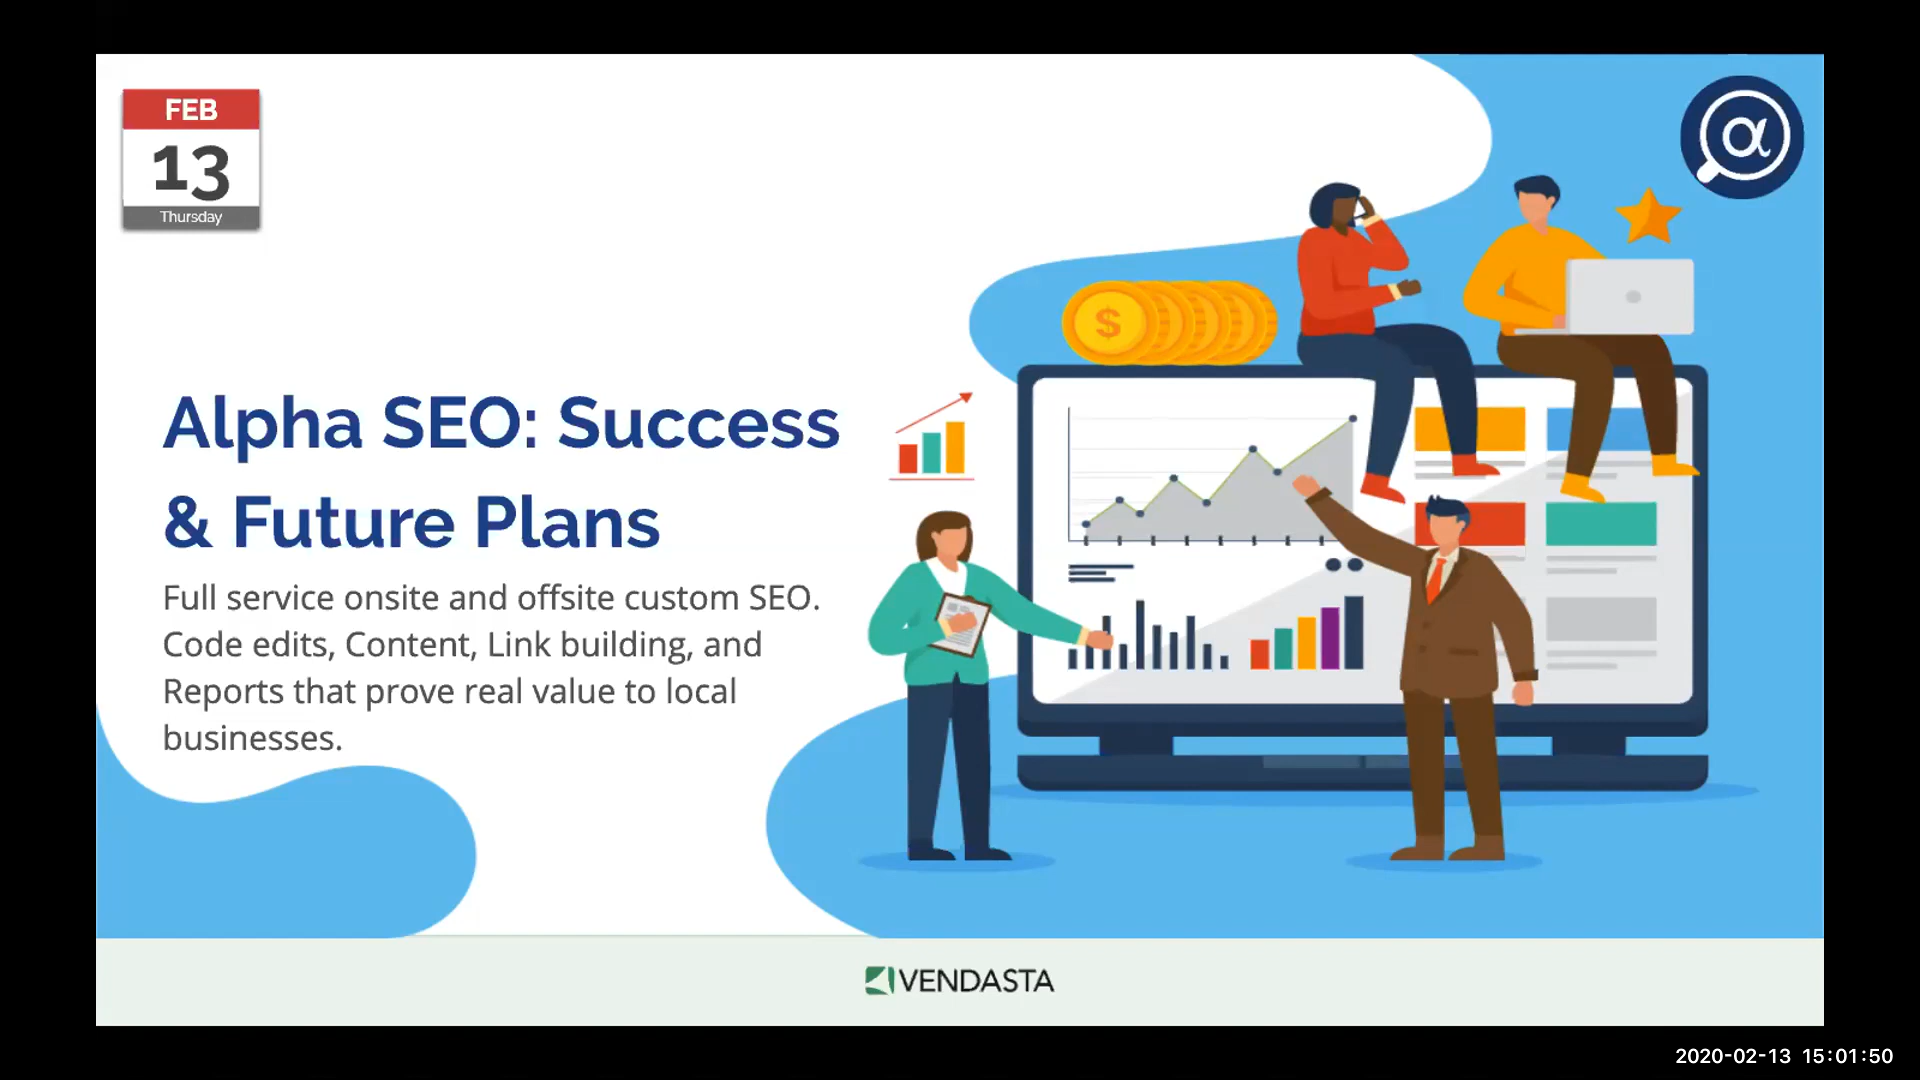 FEB
13
Thursday
α
Alpha SEO: Success
& Future Plans
Full service onsite and offsite custom SEO.
Code edits, Content, Link building, and
Reports that prove real value to local
businesses.
$
VENDASTA
2020-02-13 15:01:50